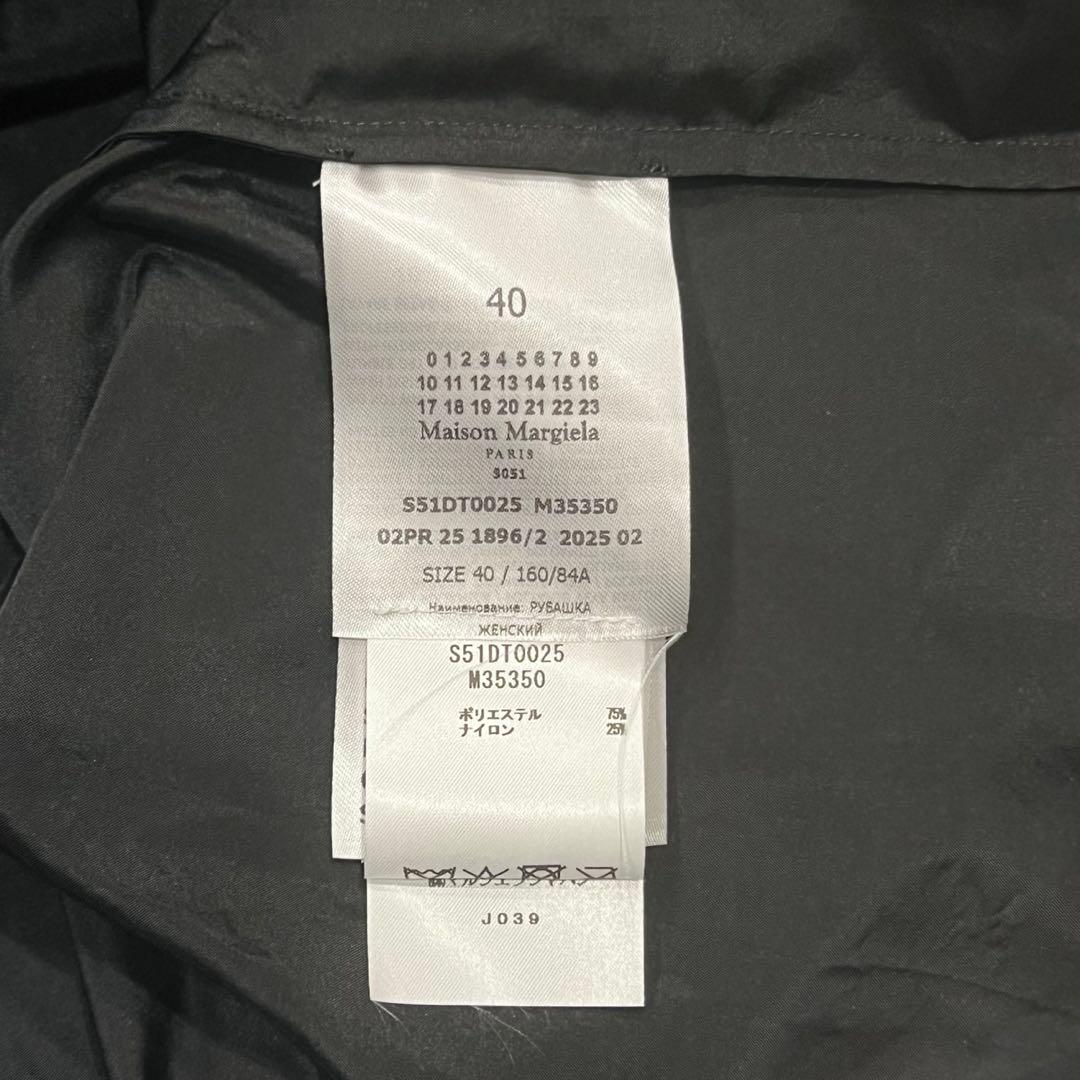 40
0 1 2 3 4 5 6 7 8 9
10 11 12 13 14 15 16
17 18 19 20 21 22 23
Maison Margiela
PARIS
S051
S51DT0025 M35350
02PR 25 1896/2 2025 02
SIZE 40 / 160/84A
Наименование: РУБАШКА
ЖЕНСКИЙ
S51DT0025
M35350
ポリエステル 75%
ナイロン 25%
J039